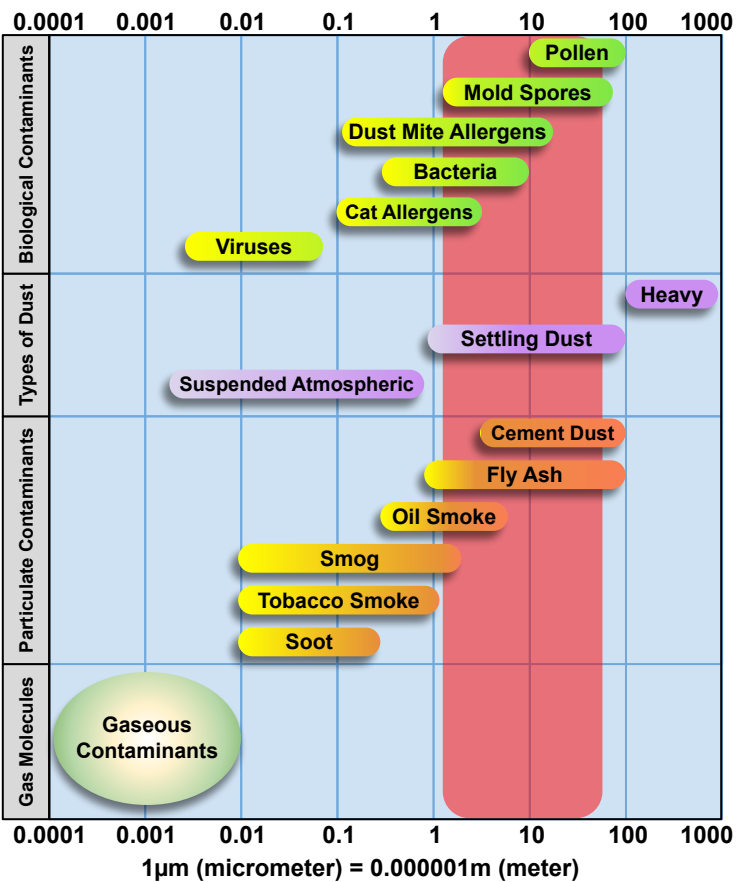 0.0001 0.001 0.01 0.1 1 10 100 1000
Biological Contaminants
Pollen
Mold Spores
Dust Mite Allergens
Bacteria
Cat Allergens
Viruses
Types of Dust
Heavy
Settling Dust
Suspended Atmospheric
Particulate Contaminants
Cement Dust
Fly Ash
Oil Smoke
Smog
Tobacco Smoke
Soot
Gas Molecules
Gaseous
Contaminants
0.0001 0.001 0.01 0.1 1 10 100 1000
1µm (micrometer) = 0.000001m (meter)